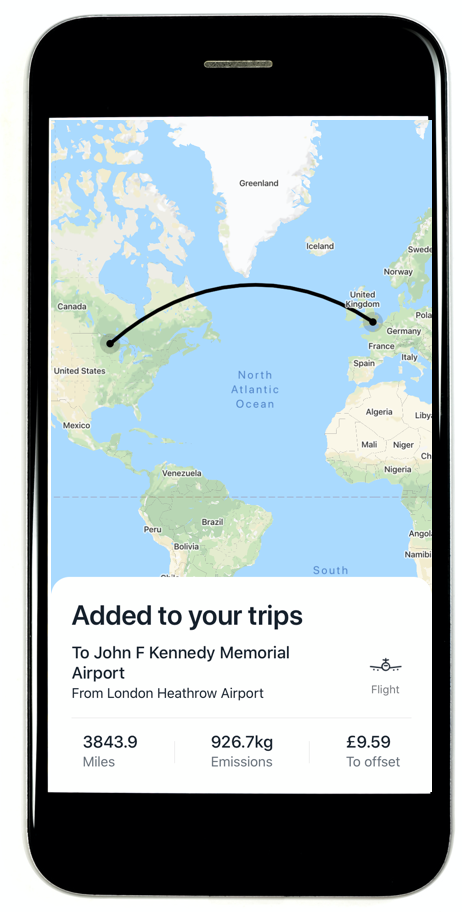 Greenland
Iceland
Swede
Norway
United
Kingdom
Canada
Pola
Germany
France
United States
Italy
Spain
North
Atlantic
Ocean
Algeria
Liby
Mexico
Mali
Niger
Ch
Nigeria
Venezuela
Brazil
Peru
Angola
Bolivia
Namibi
South
Added to your trips
To John F Kennedy Memorial
Airport
From London Heathrow Airport
Flight
3843.9
926.7kg
£9.59
Miles
Emissions
To offset